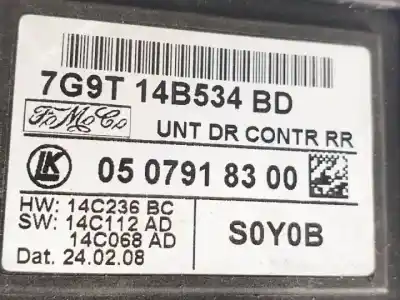 7G9T 14B534 BD
FoMoCo
UNT DR CONTR RR
LK
05 0791 83 00
HW: 14C236 BC
SW: 14C112 AD
14C068 AD
Dat. 24.02.08
S0Y0B